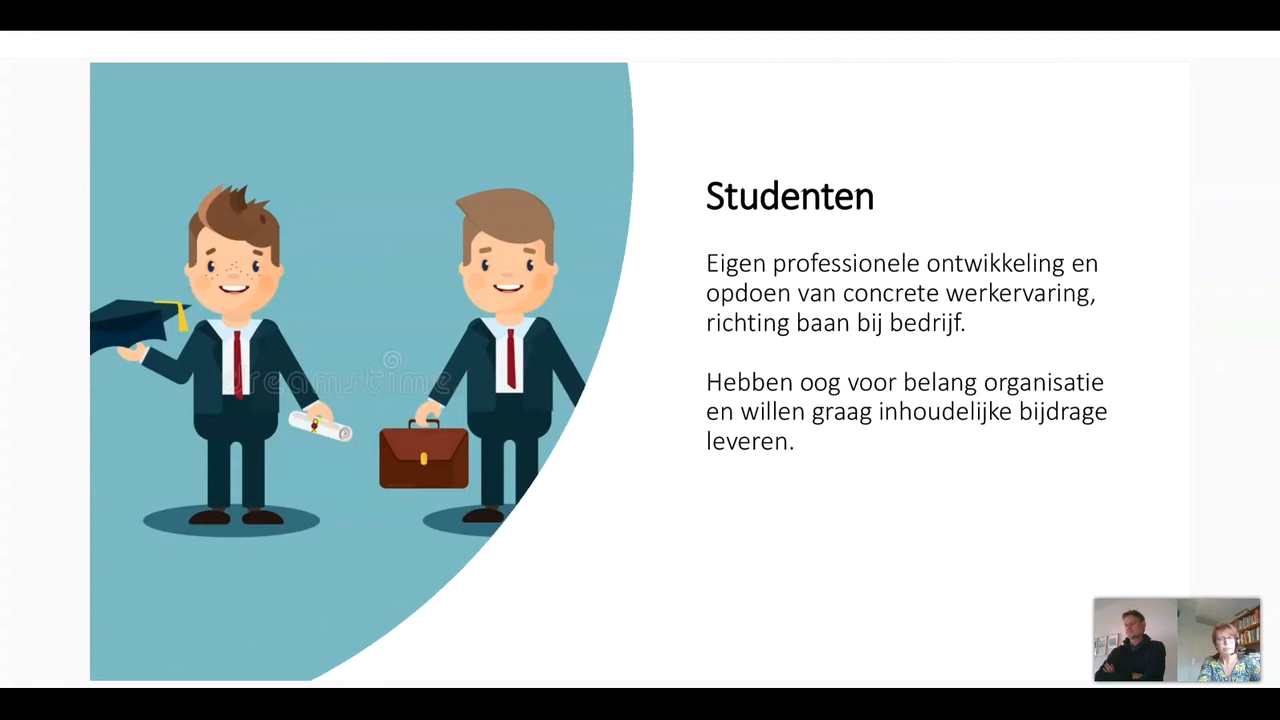 Studenten
Eigen professionele ontwikkeling en
opdoen van concrete werkervaring,
richting baan bij bedrijf.
Hebben oog voor belang organisatie
en willen graag inhoudelijke bijdrage
leveren.
dreamstime